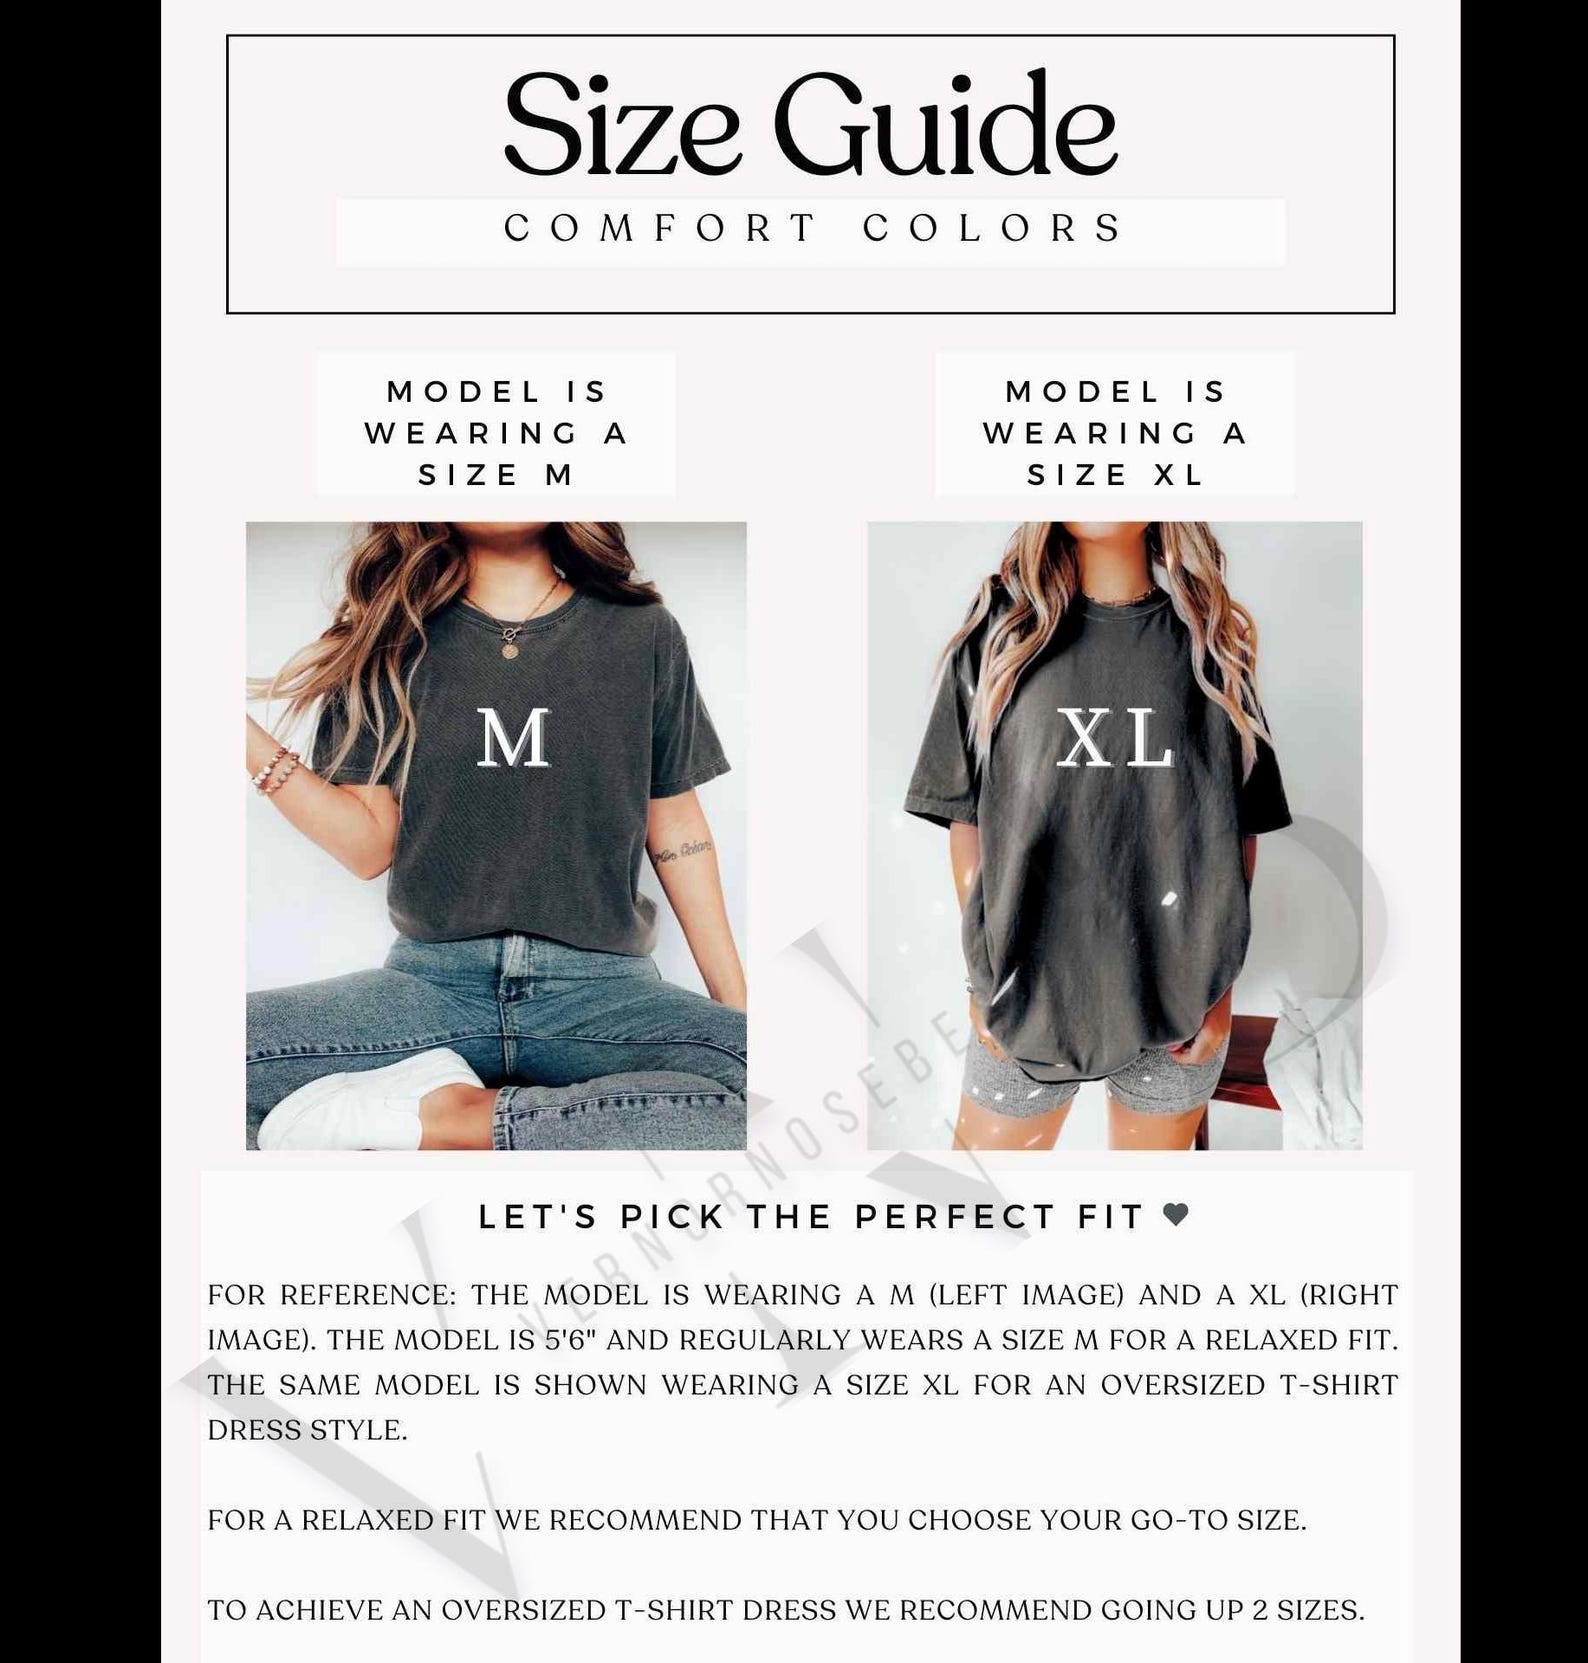 Size Guide
COMFORT COLORS
MODEL IS
WEARING A
SIZE M
MODEL IS
WEARING A
SIZE XL
M
XL
LET'S PICK THE PERFECT FIT ♥
FOR REFERENCE: THE MODEL IS WEARING A M (LEFT IMAGE) AND A XL (RIGHT
IMAGE). THE MODEL IS 5'6" AND REGULARLY WEARS A SIZE M FOR A RELAXED FIT.
THE SAME MODEL IS SHOWN WEARING A SIZE XL FOR AN OVERSIZED T-SHIRT
DRESS STYLE.
FOR A RELAXED FIT WE RECOMMEND THAT YOU CHOOSE YOUR GO-TO SIZE.
TO ACHIEVE AN OVERSIZED T-SHIRT DRESS WE RECOMMEND GOING UP 2 SIZES.